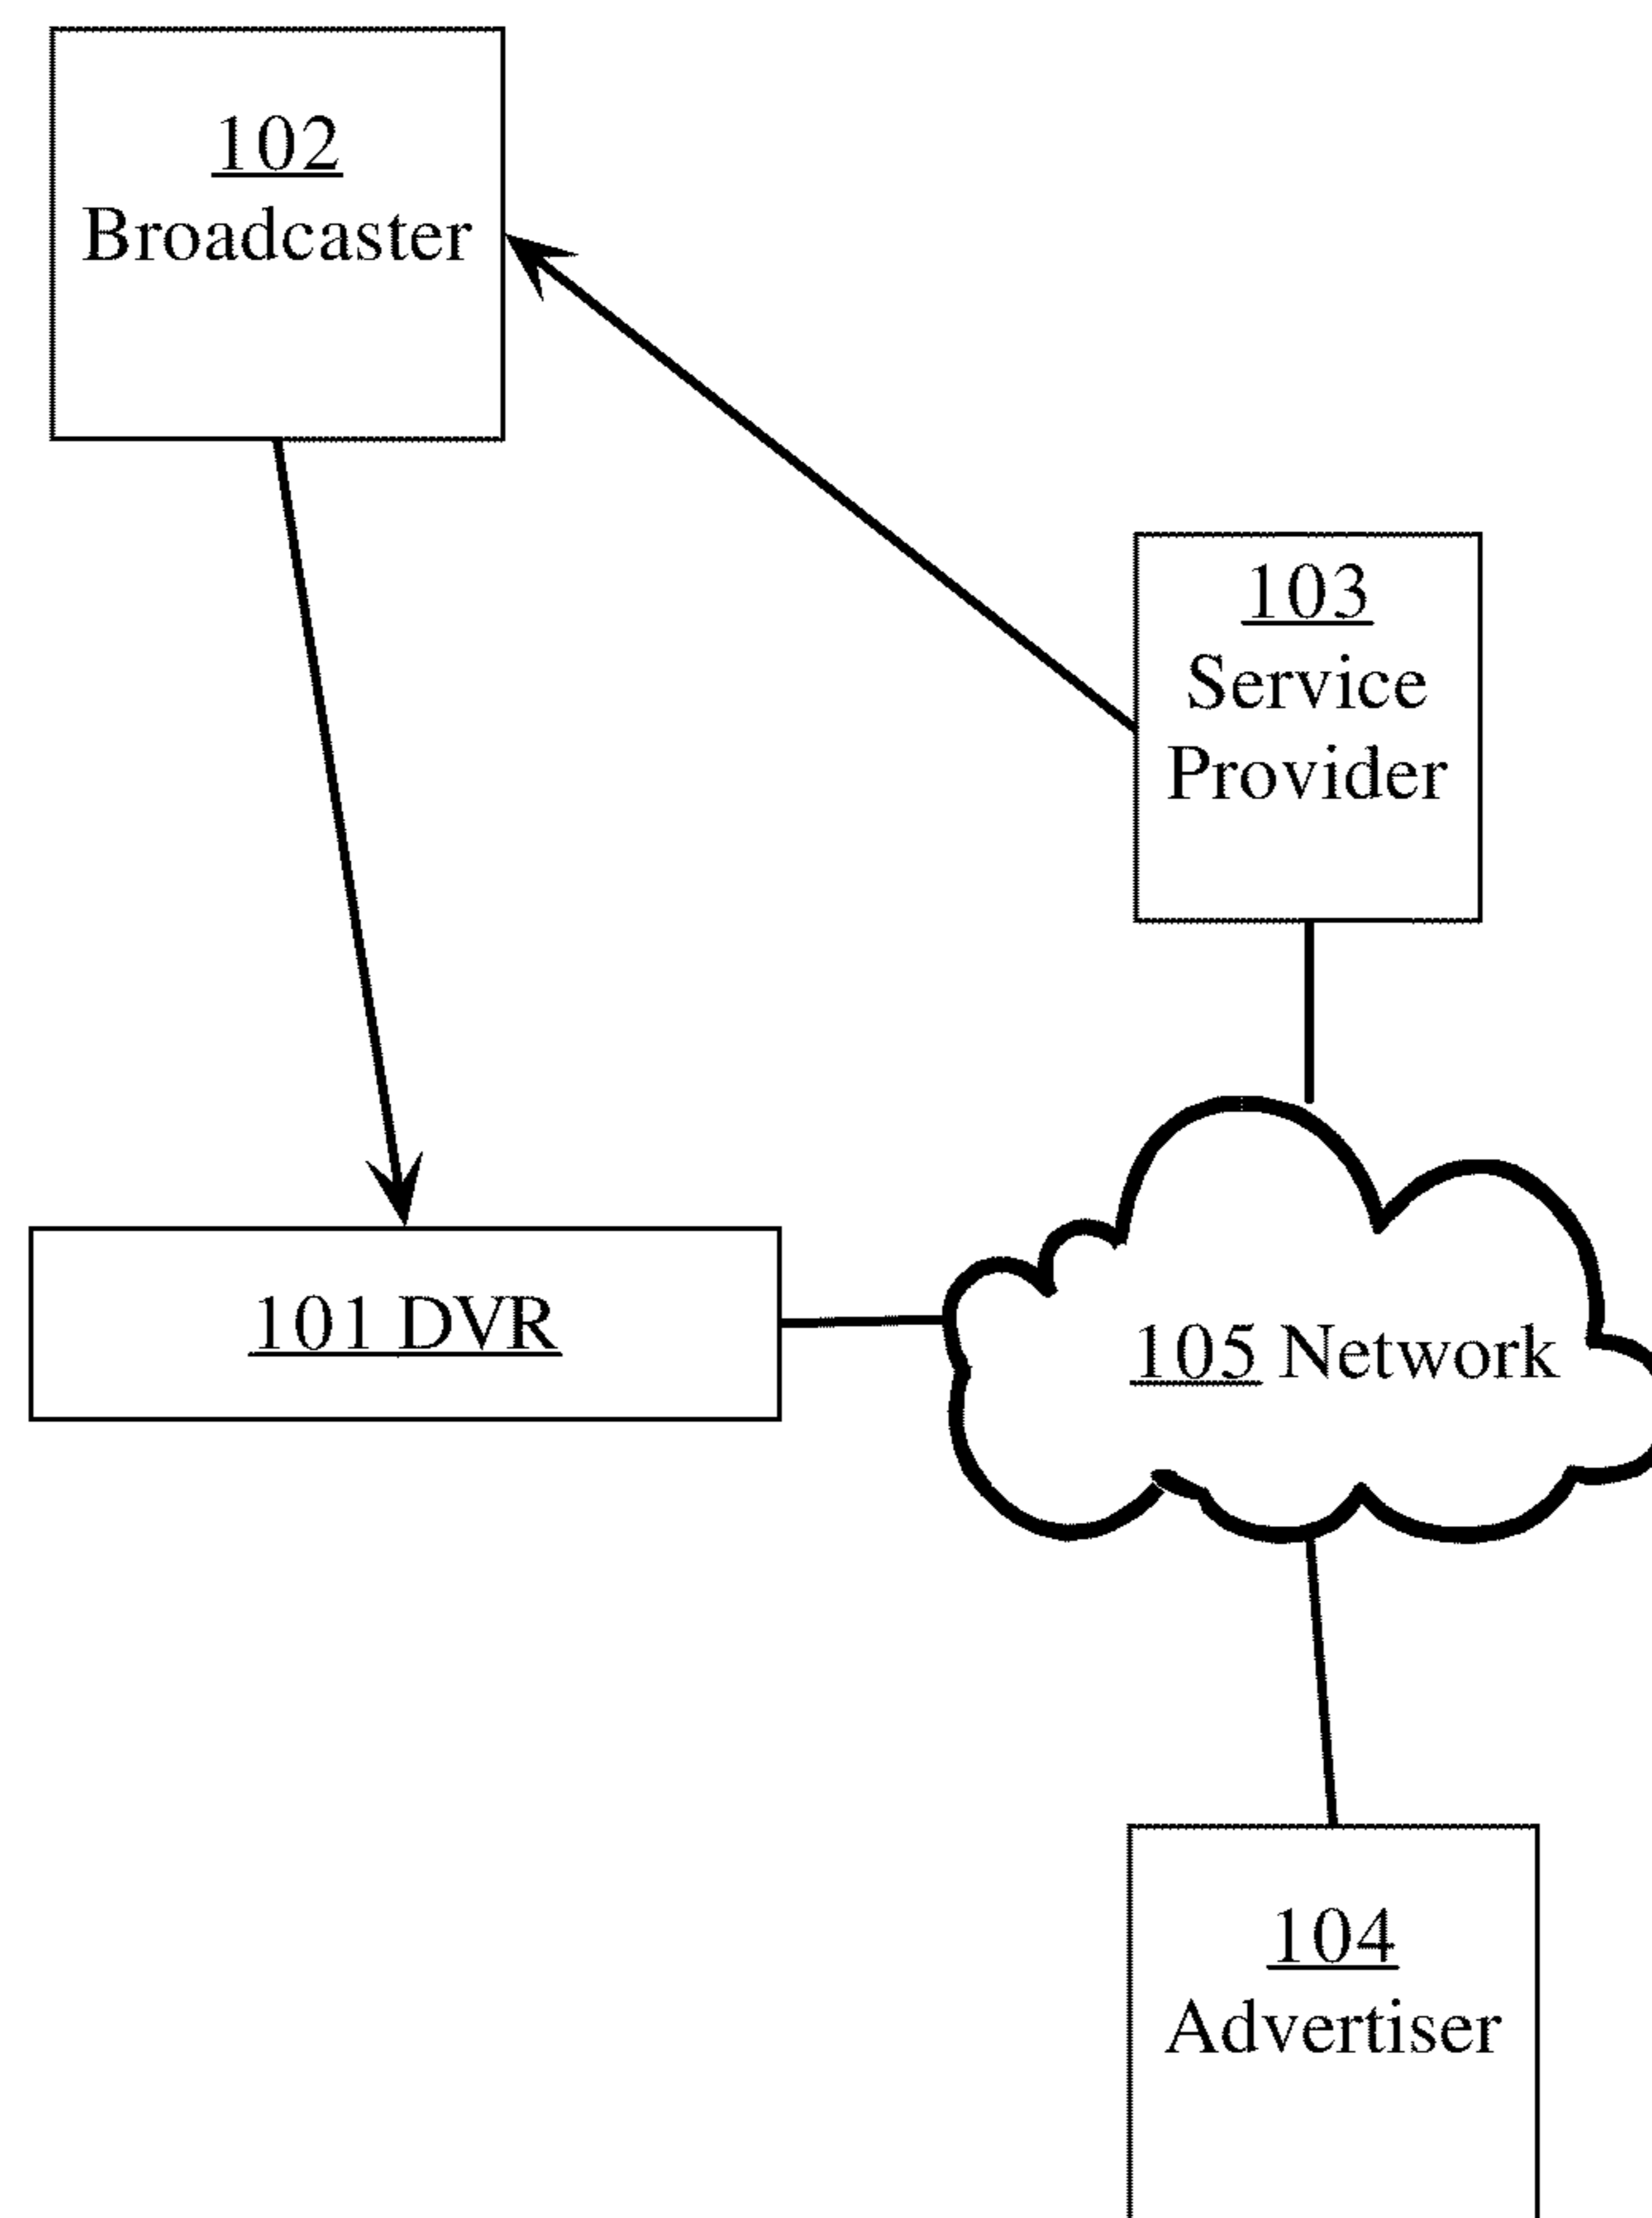 102
Broadcaster
103
Service
Provider
101 DVR
105 Network
104
Advertiser